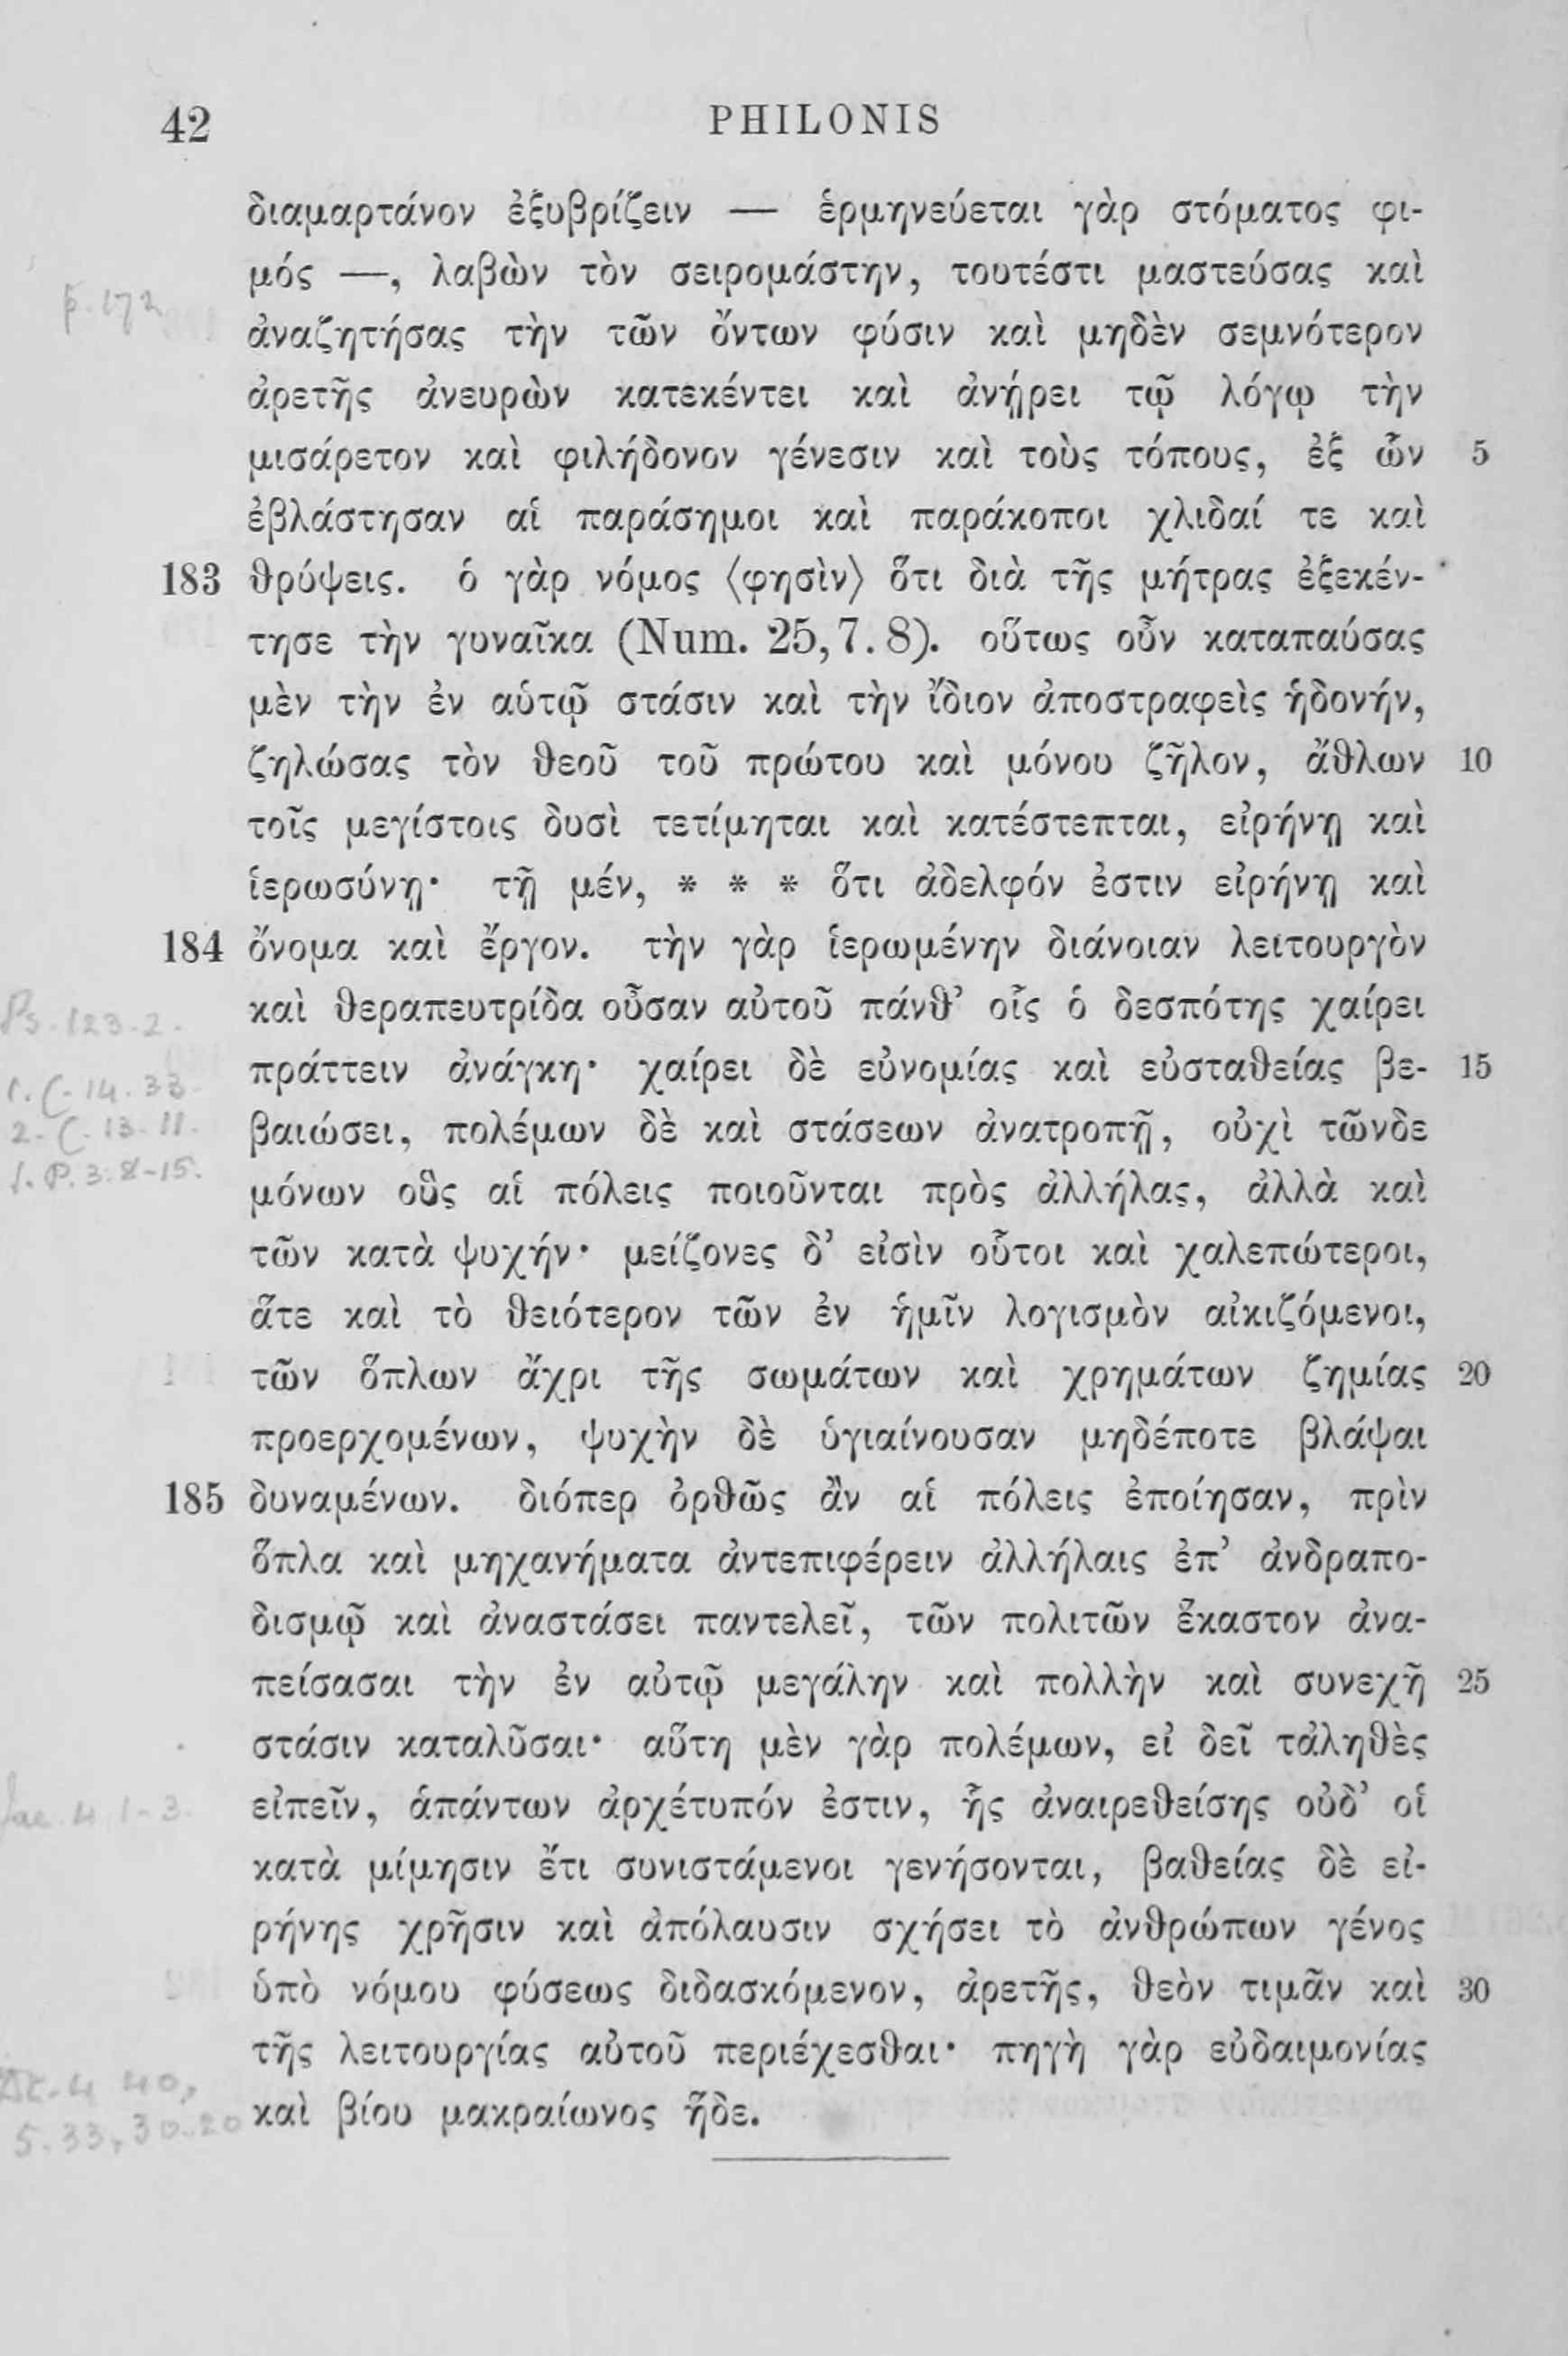 42 PHILONIS
διαμαρτάνον ἐξυβρίζειν — ἑρμηνεύεται γὰρ στόματος φι-
μός —, λαβὼν τὸν σειρομάστην, τουτέστι μαστεύσας καὶ
p. 172
ἀναζητήσας τὴν τῶν ὄντων φύσιν καὶ μηδὲν σεμνότερον
ἀρετῆς ἀνευρὼν κατεκέντει καὶ ἀνῄρει τῷ λόγῳ τὴν
μισάρετον καὶ φιλήδονον γένεσιν καὶ τοὺς τόπους, ἐξ ὧν 5
ἐβλάστησαν αἱ παράσημοι καὶ παράκοποι χλιδαί τε καὶ
183 θρύψεις. ὁ γὰρ νόμος ⟨φησὶν⟩ ὅτι διὰ τῆς μήτρας ἐξεκέν-
τησε τὴν γυναῖκα (Num. 25,7. 8). οὕτως οὖν καταπαύσας
μὲν τὴν ἐν αὑτῷ στάσιν καὶ τὴν ἴδιον ἀποστραφεὶς ἡδονήν,
ζηλώσας τὸν θεοῦ τοῦ πρώτου καὶ μόνου ζῆλον, ἄθλων 10
τοῖς μεγίστοις δυσὶ τετίμηται καὶ κατέστεπται, εἰρήνῃ καὶ
ἱερωσύνῃ· τῇ μέν, * * * ὅτι ἀδελφόν ἐστιν εἰρήνῃ καὶ
184 ὄνομα καὶ ἔργον. τὴν γὰρ ἱερωμένην διάνοιαν λειτουργὸν
καὶ θεραπευτρίδα οὖσαν αὐτοῦ πάνθ’ οἷς ὁ δεσπότης χαίρει
Ps. 123. 2.
πράττειν ἀνάγκη· χαίρει δὲ εὐνομίας καὶ εὐσταθείας βε- 15
1. C. 14. 33.
βαιώσει, πολέμων δὲ καὶ στάσεων ἀνατροπῇ, οὐχὶ τῶνδε
2. C. 13. 11.
1. P. 3. 8-15.
μόνων οὓς αἱ πόλεις ποιοῦνται πρὸς ἀλλήλας, ἀλλὰ καὶ
τῶν κατὰ ψυχήν· μείζονες δ’ εἰσὶν οὗτοι καὶ χαλεπώτεροι,
ἅτε καὶ τὸ θειότερον τῶν ἐν ἡμῖν λογισμὸν αἰκιζόμενοι,
τῶν ὅπλων ἄχρι τῆς σωμάτων καὶ χρημάτων ζημίας 20
προερχομένων, ψυχὴν δὲ ὑγιαίνουσαν μηδέποτε βλάψαι
185 δυναμένων. διόπερ ὀρθῶς ἂν αἱ πόλεις ἐποίησαν, πρὶν
ὅπλα καὶ μηχανήματα ἀντεπιφέρειν ἀλλήλαις ἐπ’ ἀνδραπο-
δισμῷ καὶ ἀναστάσει παντελεῖ, τῶν πολιτῶν ἕκαστον ἀνα-
πείσασαι τὴν ἐν αὐτῷ μεγάλην καὶ πολλὴν καὶ συνεχῆ 25
στάσιν καταλῦσαι· αὕτη μὲν γὰρ πολέμων, εἰ δεῖ τἀληθὲς
εἰπεῖν, ἁπάντων ἀρχέτυπόν ἐστιν, ἧς ἀναιρεθείσης οὐδ’ οἱ
Jac. 4. 1-3.
κατὰ μίμησιν ἔτι συνιστάμενοι γενήσονται, βαθείας δὲ εἰ-
ρήνης χρῆσιν καὶ ἀπόλαυσιν σχήσει τὸ ἀνθρώπων γένος
ὑπὸ νόμου φύσεως διδασκόμενον, ἀρετῆς, θεὸν τιμᾶν καὶ 30
τῆς λειτουργίας αὐτοῦ περιέχεσθαι· πηγὴ γὰρ εὐδαιμονίας
4 40,
καὶ βίου μακραίωνος ἥδε.
5. 33, 30. 20